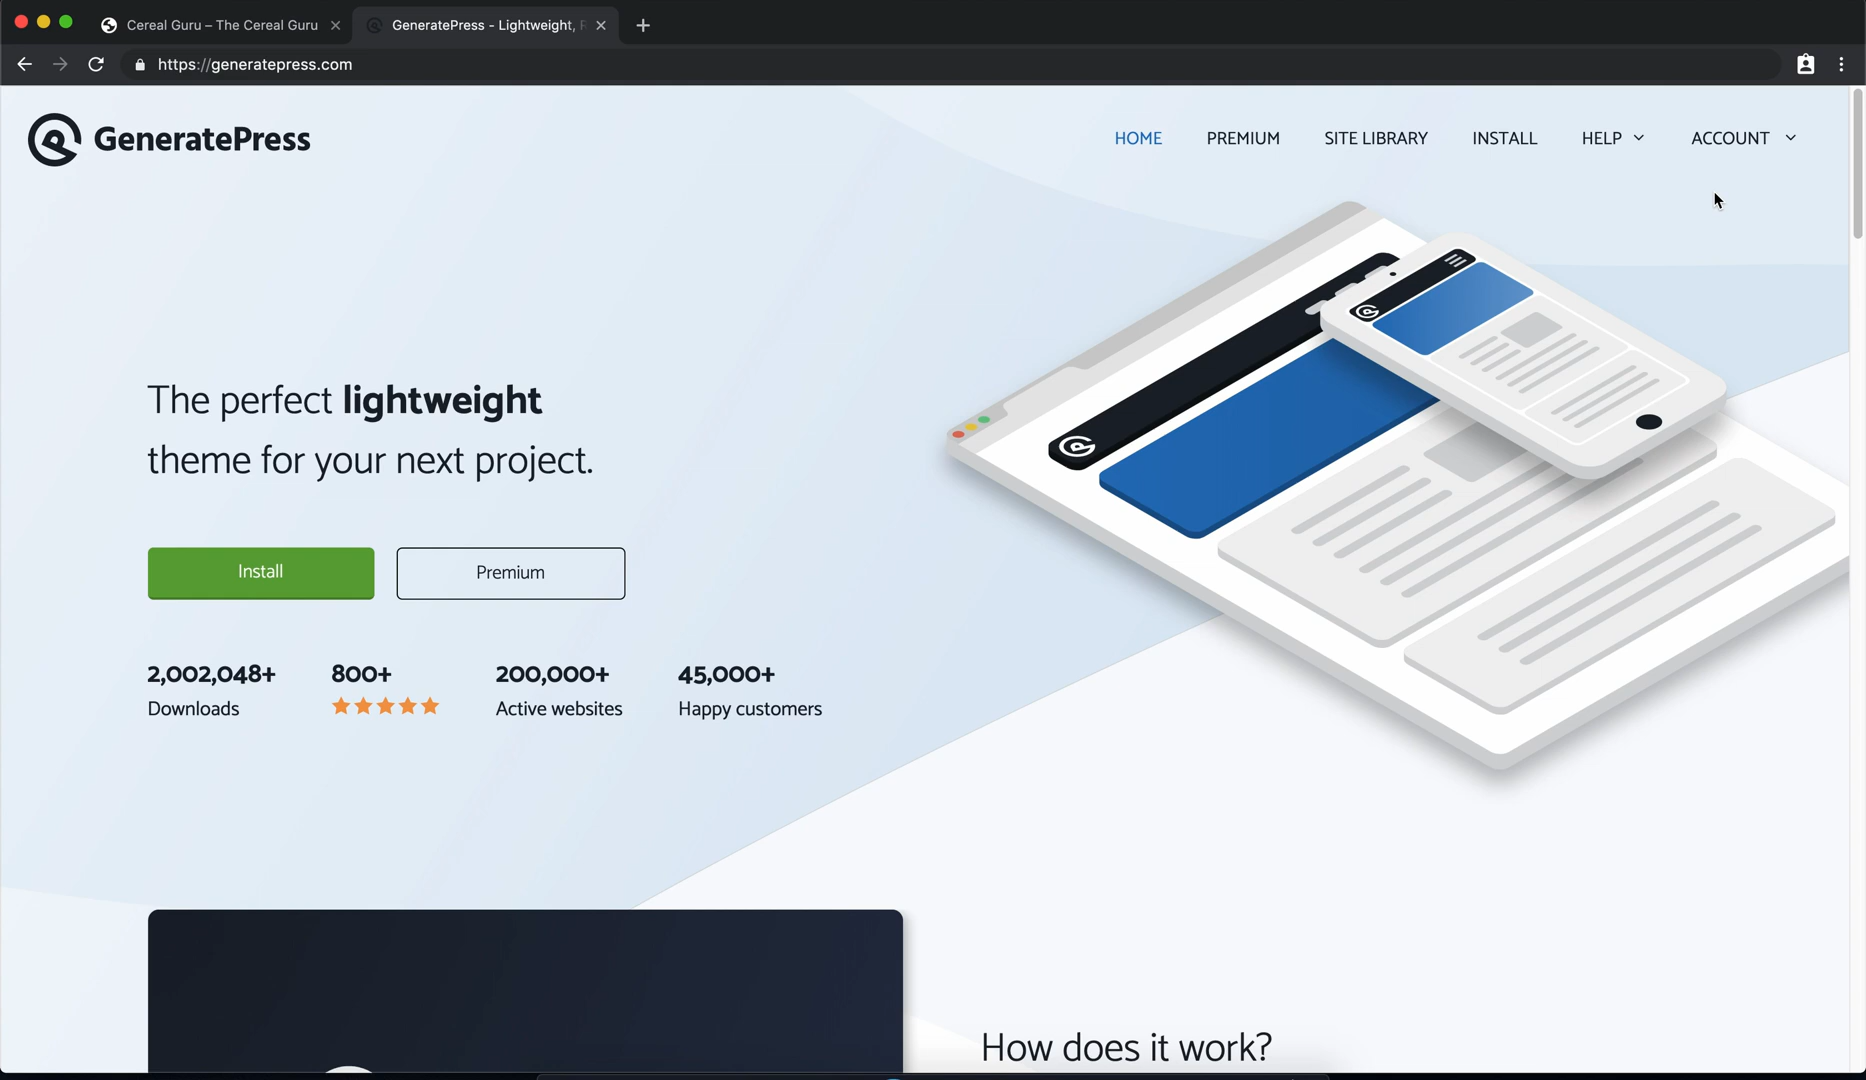 Cereal Guru – The Cereal Guru
GeneratePress - Lightweight,
https://generatepress.com
GeneratePress
HOME PREMIUM SITE LIBRARY INSTALL HELP ACCOUNT
The perfect lightweight
theme for your next project.
Install Premium
2,002,048+ 800+ 200,000+ 45,000+
Downloads Active websites Happy customers
How does it work?